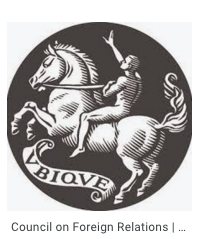 VBIQVE
Council on Foreign Relations | ...